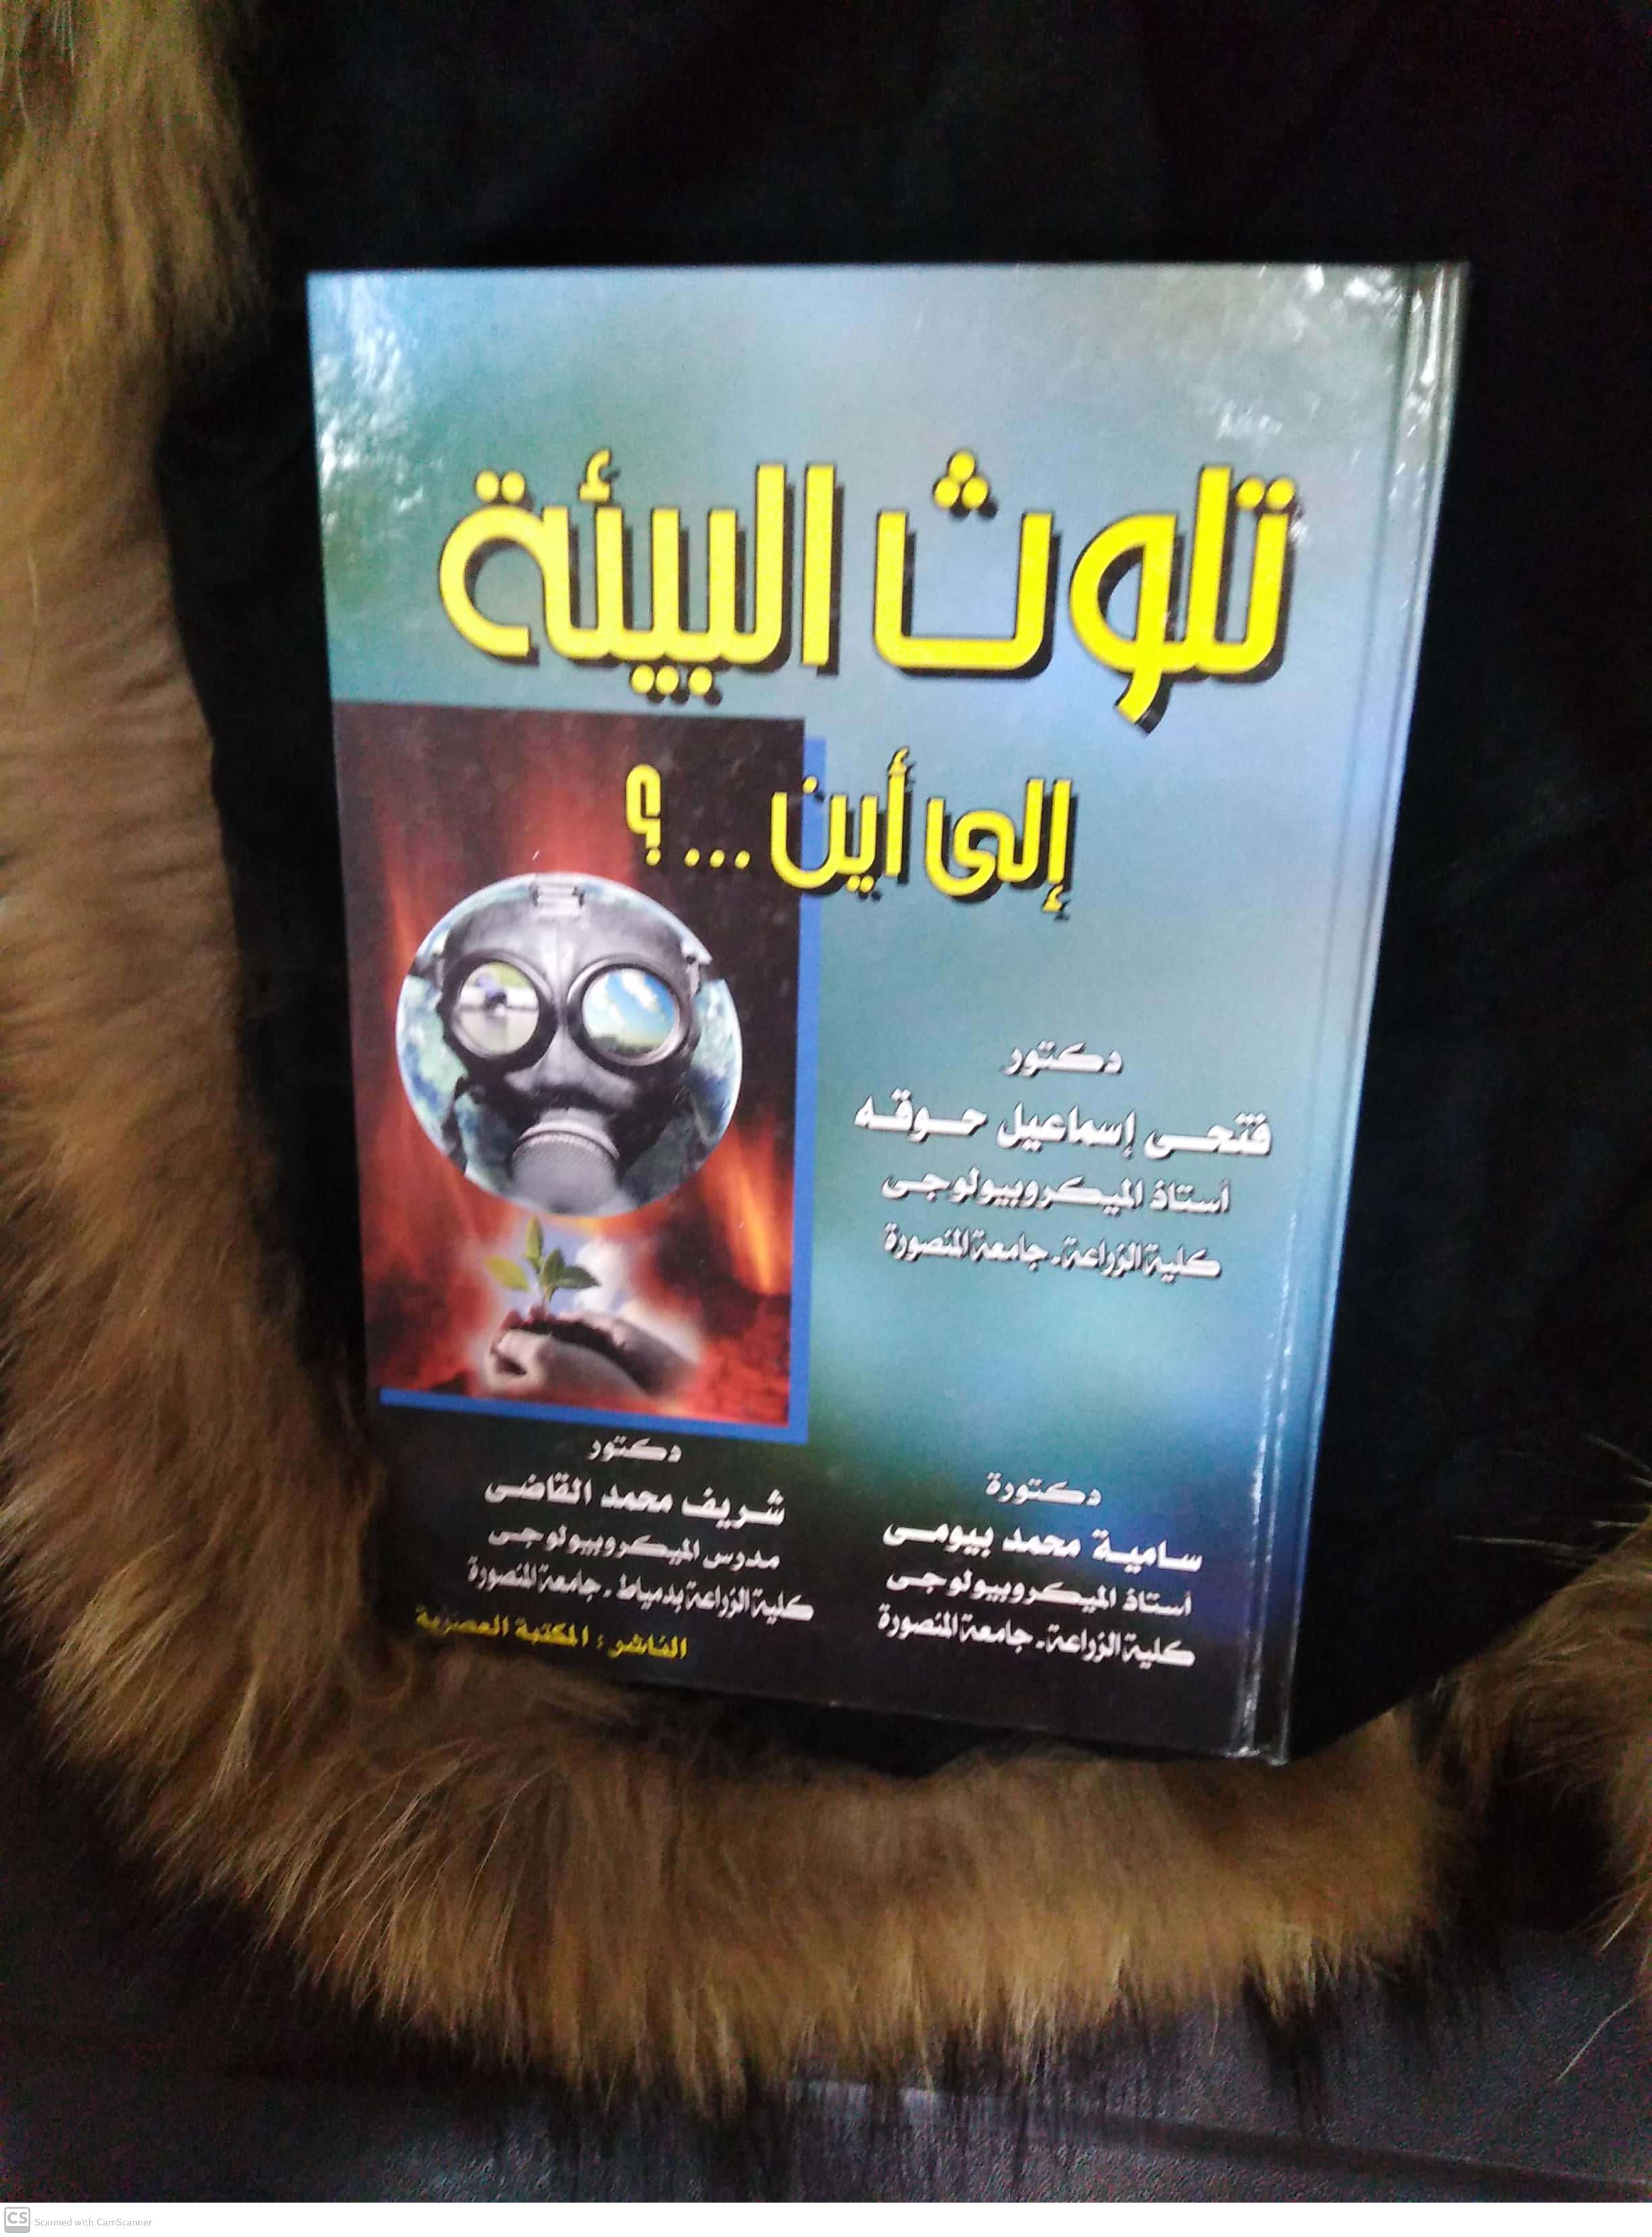 تلوث البيئة
إلى أين ...؟
دكتور
فتحى إسماعيل حوقه
أستاذ الميكروبيولوجى
كلية الزراعة - جامعة المنصورة
دكتورة
سامية محمد بيومى
أستاذ الميكروبيولوجى
كلية الزراعة - جامعة المنصورة
دكتور
شريف محمد القاضى
مدرس الميكروبيولوجى
كلية الزراعة بدمياط - جامعة المنصورة
الناشر : المكتبة العصرية
CS Scanned with CamScanner